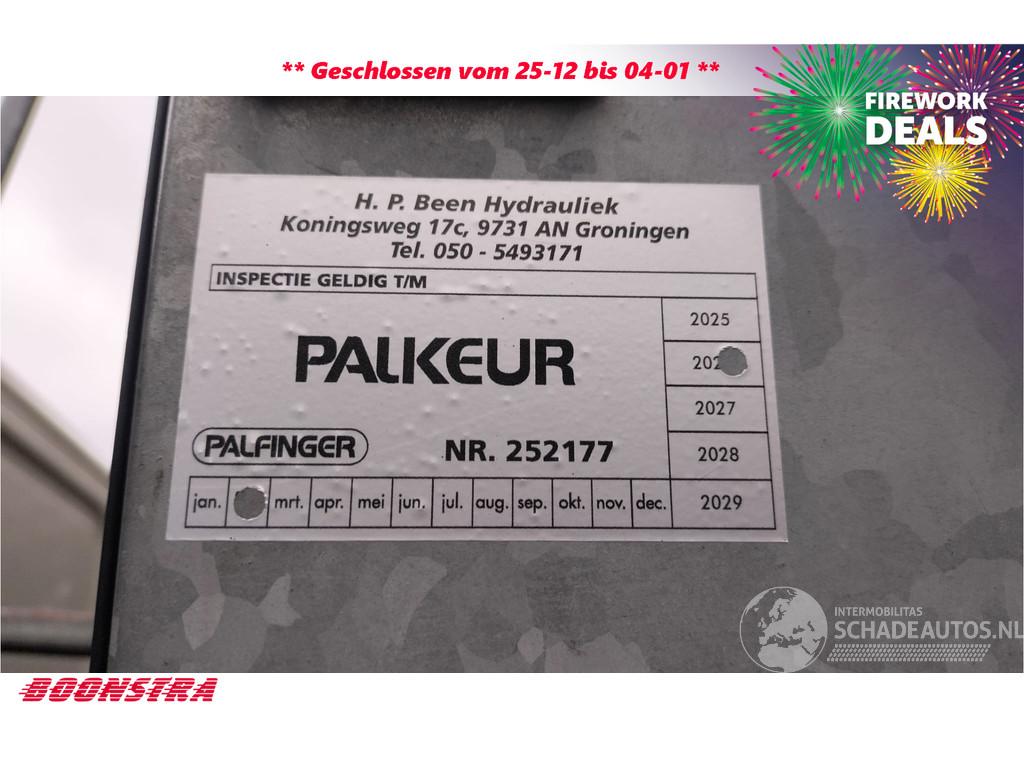 ** Geschlossen vom 25-12 bis 04-01 **
FIREWORK
DEALS
H. P. Been Hydrauliek
Koningsweg 17c, 9731 AN Groningen
Tel. 050 - 5493171
INSPECTIE GELDIG T/M
PALKEUR
2025
202
2027
2028
2029
PALFINGER
NR. 252177
jan. mrt. apr. mei jun. jul. aug. sep. okt. nov. dec.
INTERMOBILITAS
SCHADEAUTOS.NL
BOONSTRA